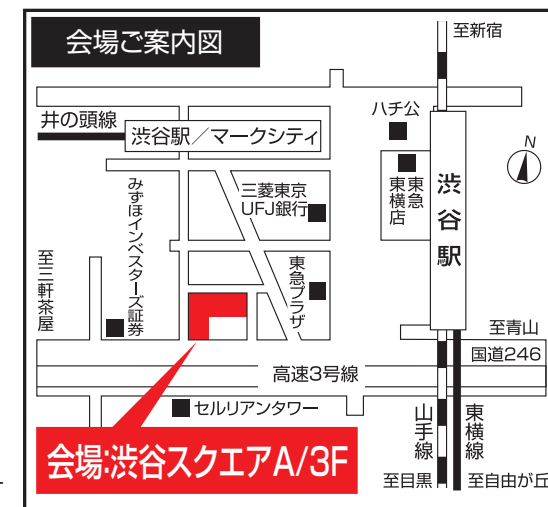 会場ご案内図
至新宿
井の頭線
渋谷駅／マークシティ
ハチ公
N
三菱東京
UFJ銀行
東急
東横店
渋谷駅
みずほインベスターズ証券
至三軒茶屋
東急プラザ
至青山
国道246
高速3号線
セルリアンタワー
山手線
東横線
会場:渋谷スクエアA/3F
至目黒
至自由が丘